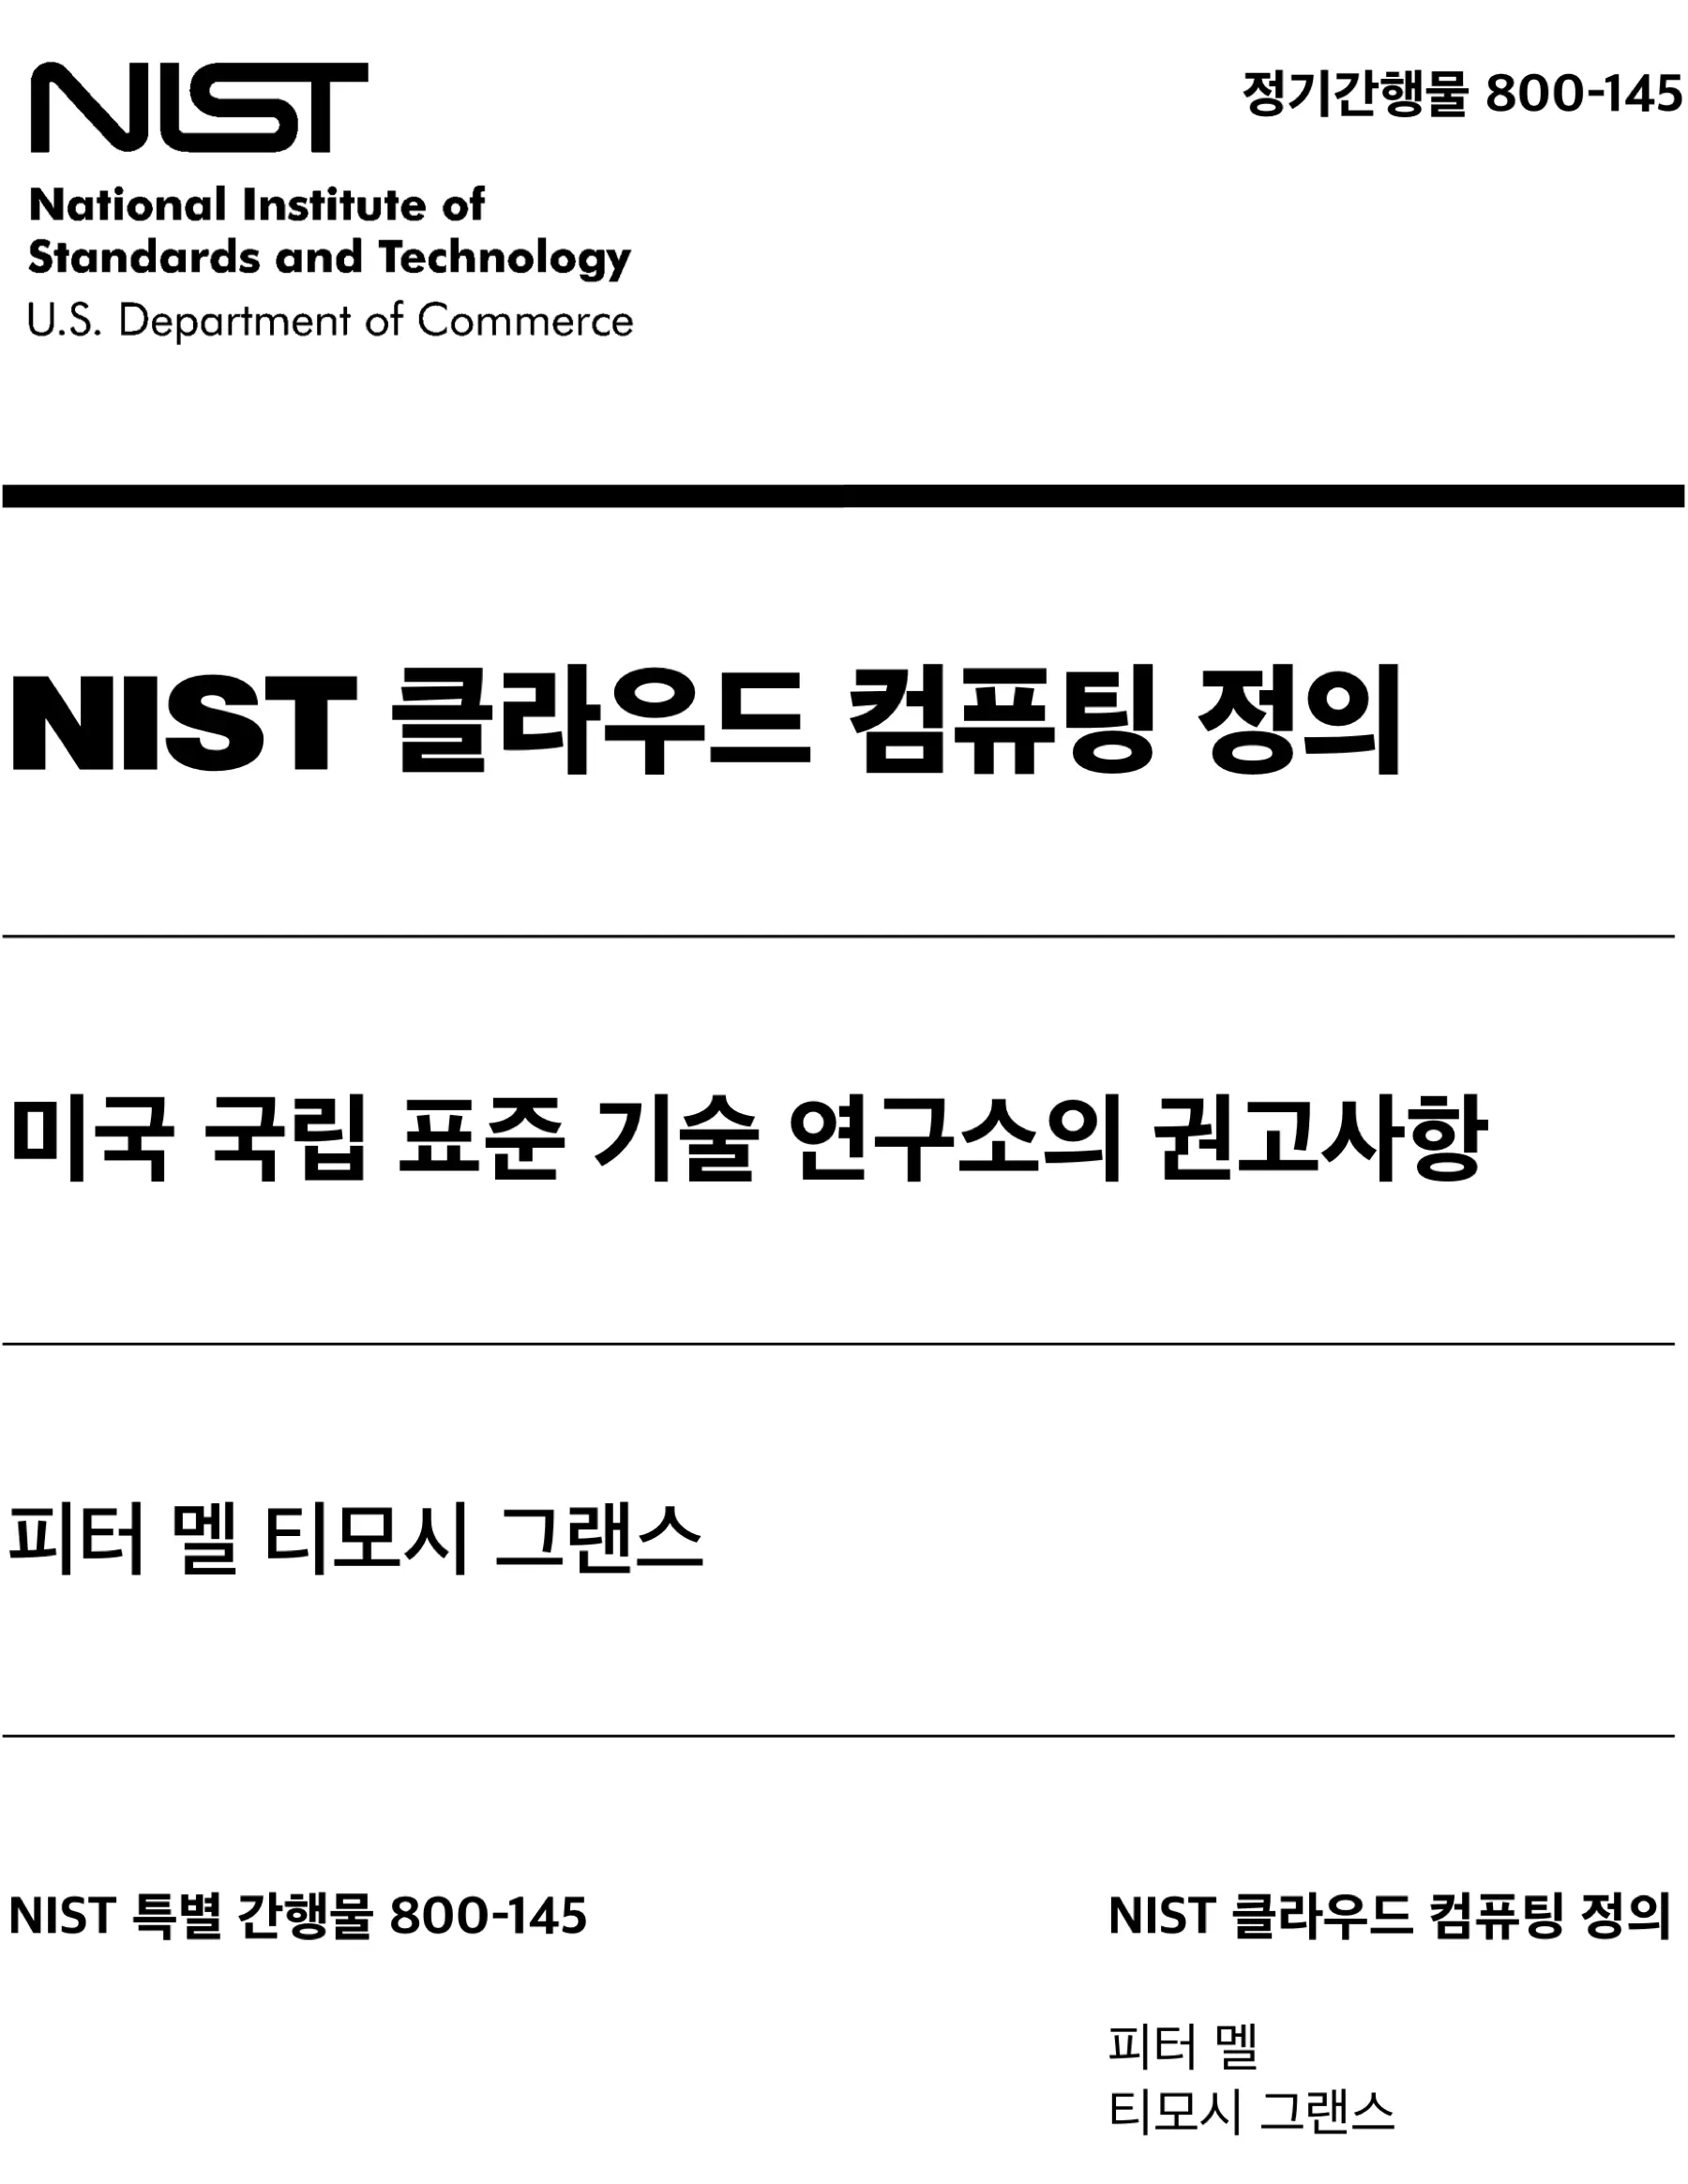 NIST
정기간행물 800-145
National Institute of
Standards and Technology
U.S. Department of Commerce
NIST 클라우드 컴퓨팅 정의
미국 국립 표준 기술 연구소의 권고사항
피터 멜 티모시 그랜스
NIST 특별 간행물 800-145
NIST 클라우드 컴퓨팅 정의
피터 멜
티모시 그랜스